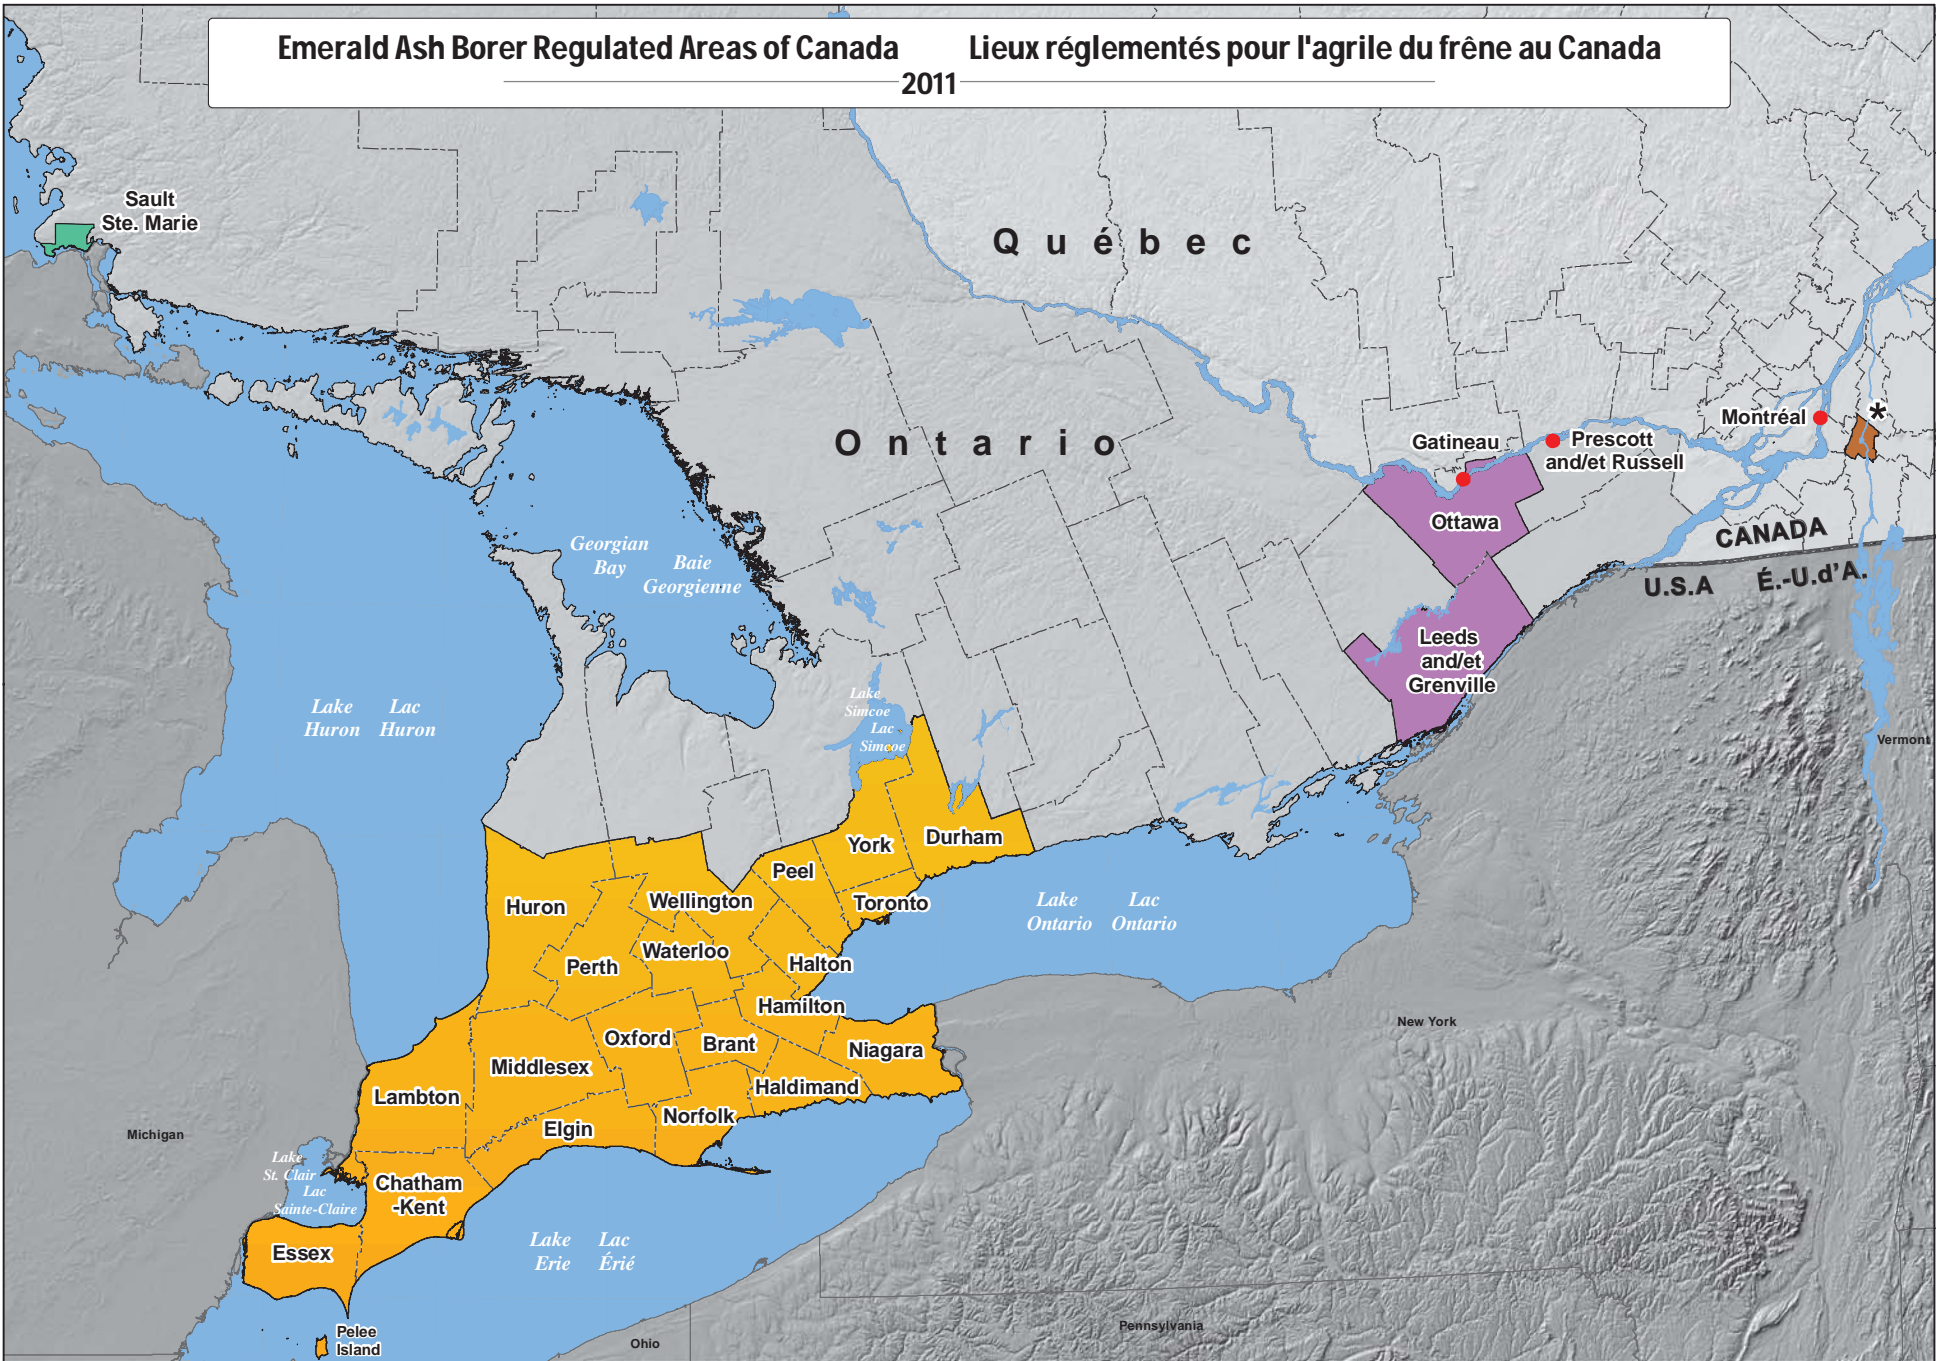 Emerald Ash Borer Regulated Areas of Canada
Lieux réglementés pour l'agrile du frêne au Canada
2011
Sault
Ste. Marie
Québec
Ontario
Montréal
*
Gatineau
Prescott
and/et Russell
Ottawa
CANADA
U.S.A
É.-U.d'A.
Georgian
Bay
Baie
Georgienne
Leeds
and/et
Grenville
Lake
Huron
Lac
Huron
Lake
Simcoe
Lac
Simcoe
Vermont
York
Durham
Peel
Huron
Wellington
Toronto
Lake
Ontario
Lac
Ontario
Waterloo
Perth
Halton
Hamilton
New York
Oxford
Brant
Niagara
Middlesex
Haldimand
Lambton
Norfolk
Elgin
Michigan
Lake
St. Clair
Lac
Sainte-Claire
Chatham
-Kent
Essex
Lake
Erie
Lac
Érié
Pelee
Island
Ohio
Pennsylvania